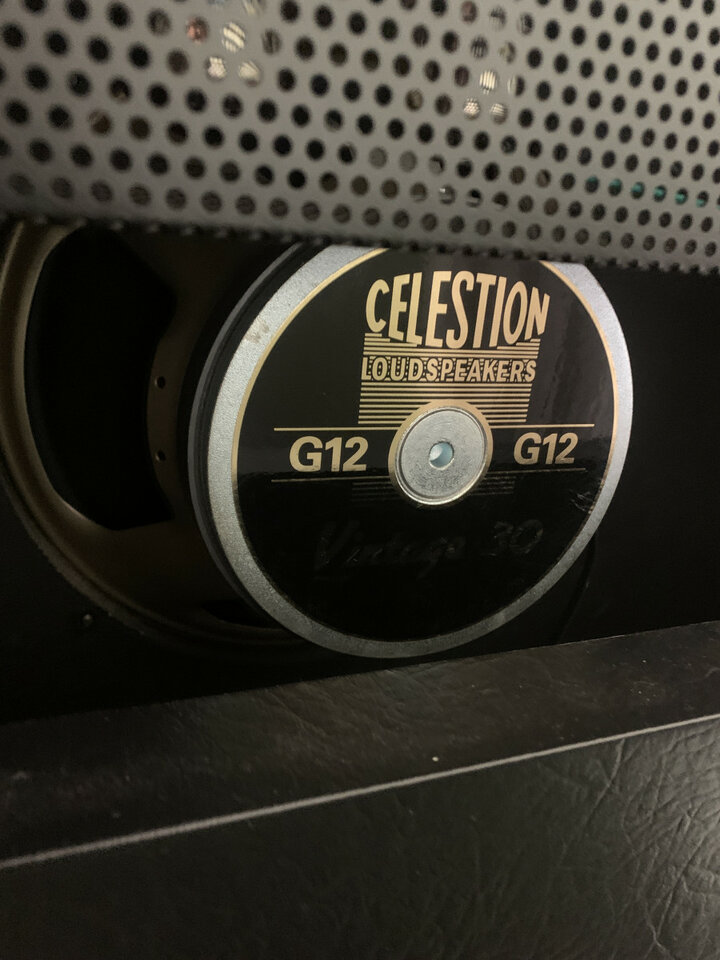 CELESTION
LOUDSPEAKERS
G12 G12
Vintage 30